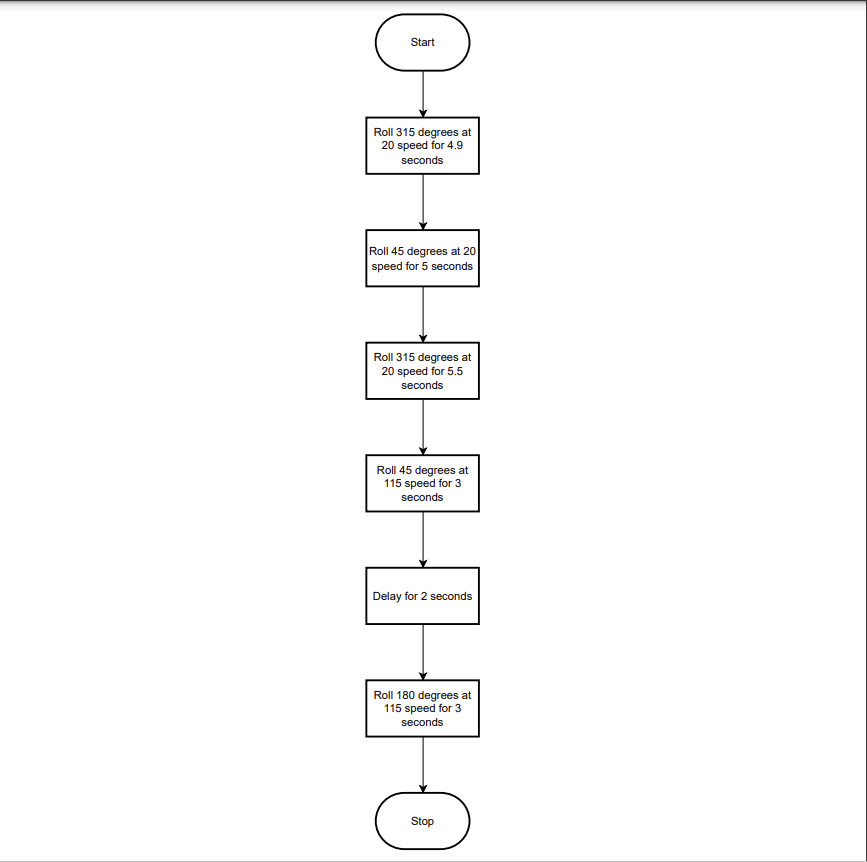 Start
Roll 315 degrees at
20 speed for 4.9
seconds
Roll 45 degrees at 20
speed for 5 seconds
Roll 315 degrees at
20 speed for 5.5
seconds
Roll 45 degrees at
115 speed for 3
seconds
Delay for 2 seconds
Roll 180 degrees at
115 speed for 3
seconds
Stop